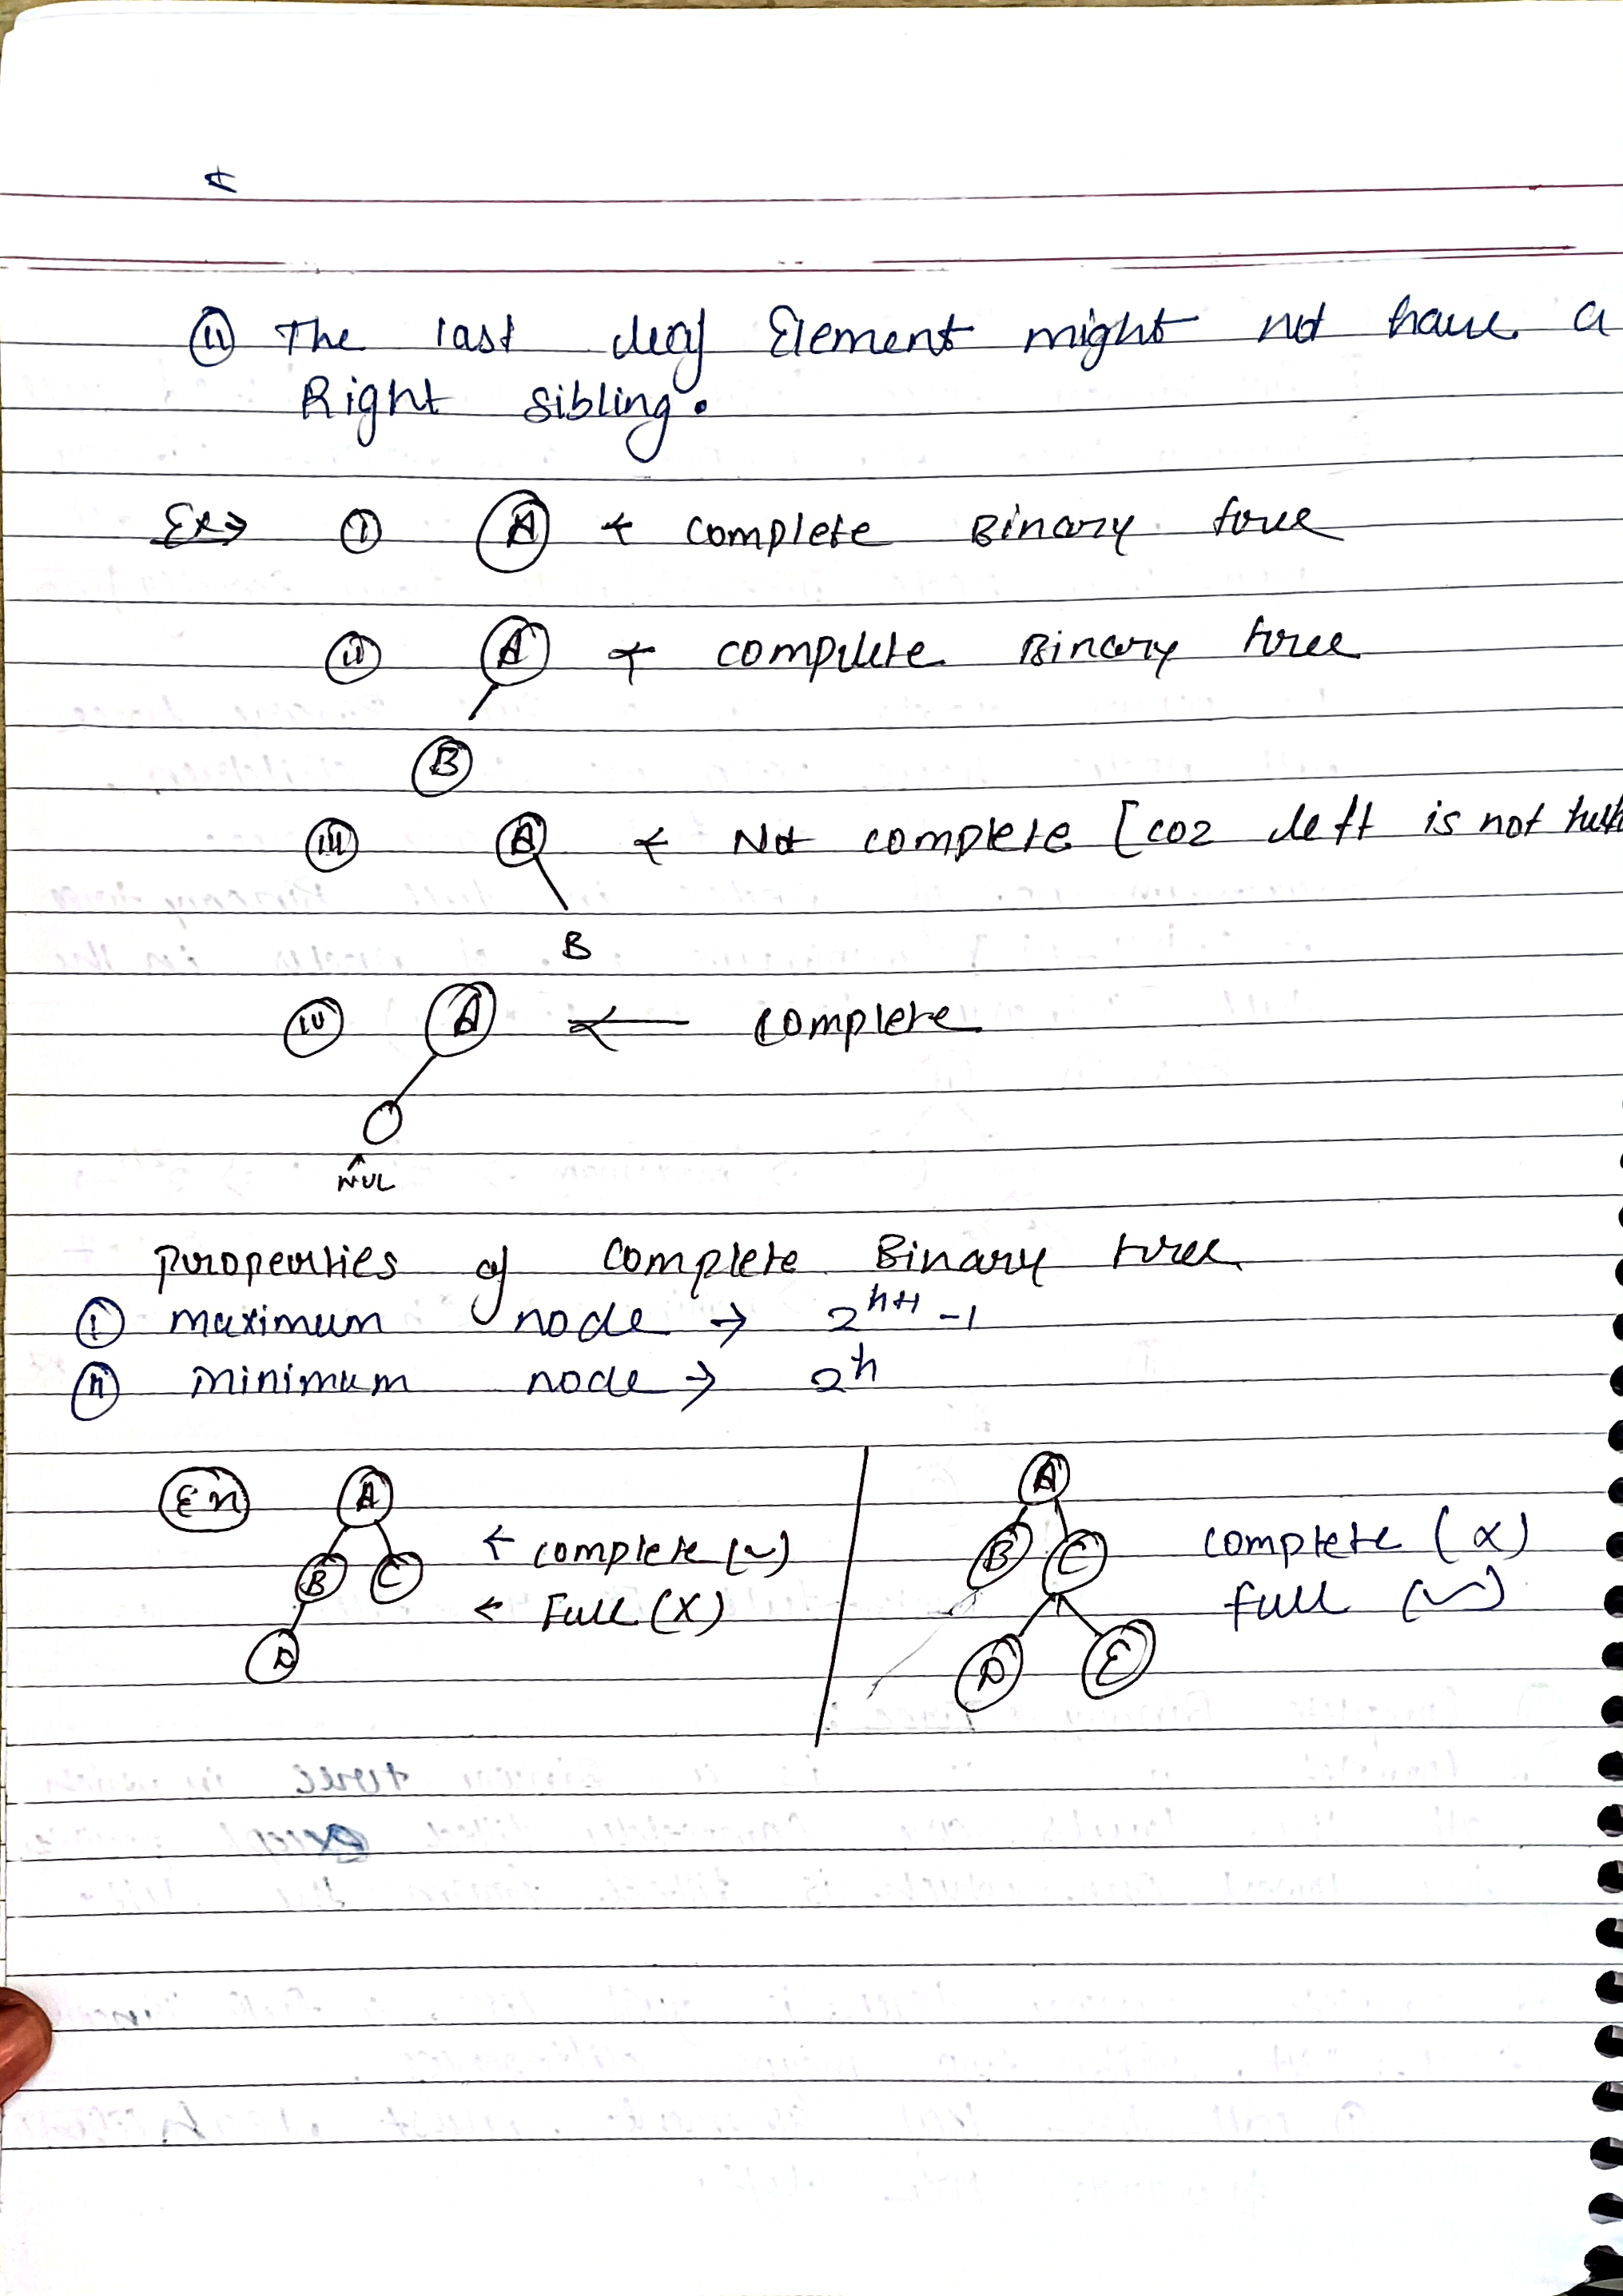 (ii) The last leaf Element might not have a
Right sibling.
Ex→ (i) (A) ← complete Binary tree
(ii) (A) ← complete Binary tree
(B)
(iii) (A) ← Not complete [coz left is not
B
(iv) (A) ← complete
NUL
properties of complete Binary tree
(i) maximum node → 2^{h+1} - 1
(ii) minimum node → 2^h
(Ex) (A)
(B) (C) ← complete (✓)
← Full (X)
(D)
(A)
(B) (C) complete (x)
full (✓)
(D) (E)